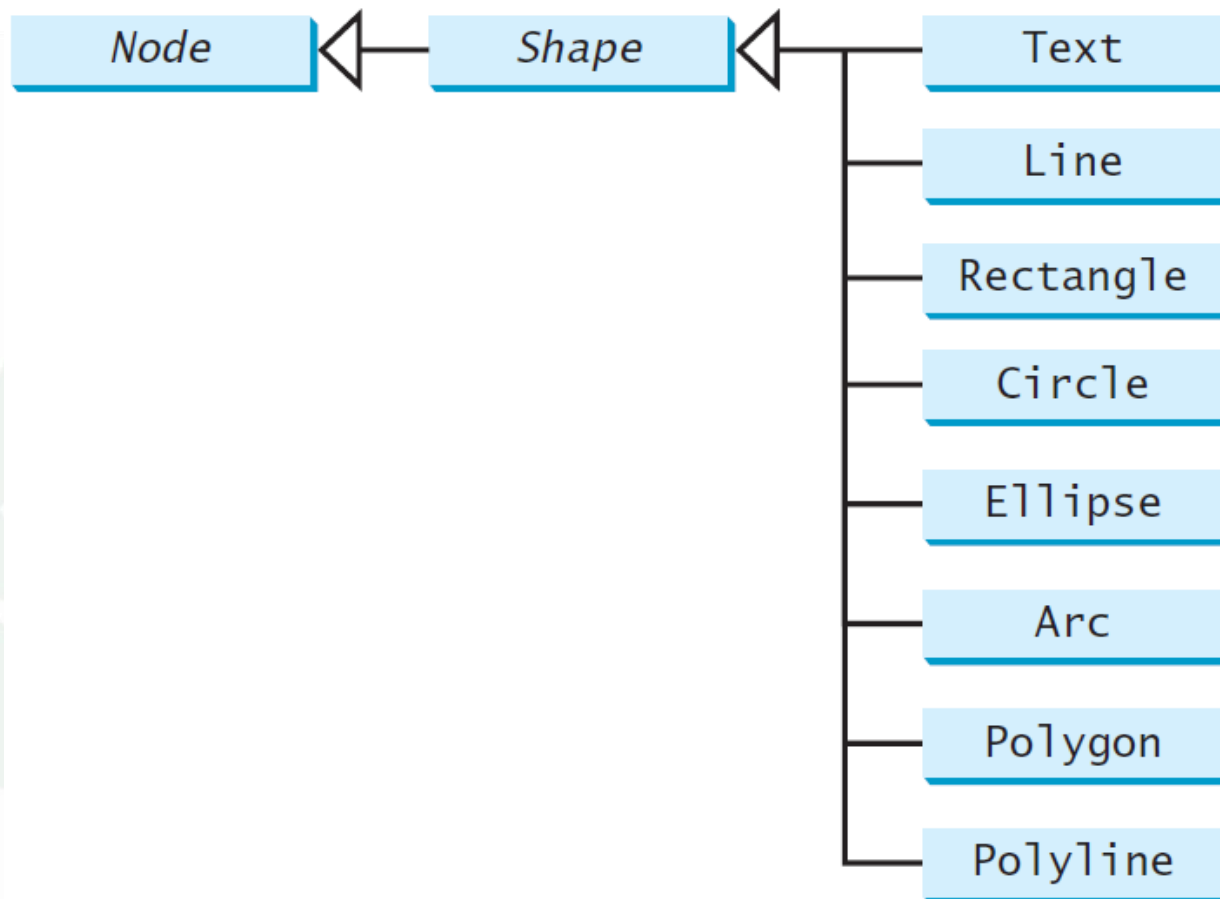 Node
Shape
Text
Line
Rectangle
Circle
Ellipse
Arc
Polygon
Polyline